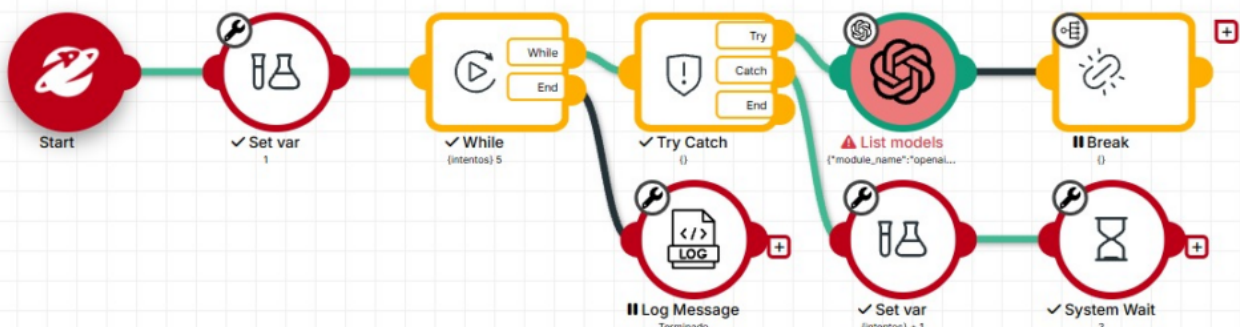 While
End
Try
Catch
End
Start
Set var
1
While
{intentos} 5
Try Catch
{}
List models
{"module_name":"openai...
Break
{}
LOG
Log Message
Terminado
Set var
{intentos} + 1
System Wait